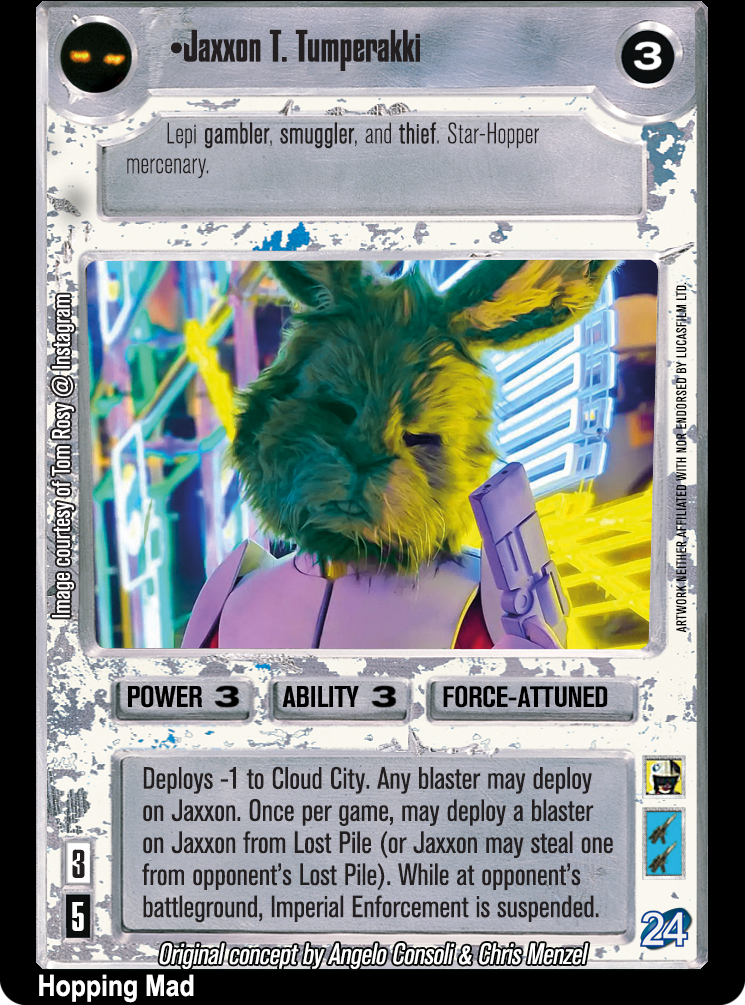 •Jaxxon T. Tumperakki
3
Lepi gambler, smuggler, and thief. Star-Hopper
mercenary.
Image courtesy of Tom Rosy @ Instagram
ARTWORK NEITHER AFFILIATED WITH NOR ENDORSED BY LUCASFILM LTD.
POWER 3
ABILITY 3
FORCE-ATTUNED
Deploys -1 to Cloud City. Any blaster may deploy
on Jaxxon. Once per game, may deploy a blaster
on Jaxxon from Lost Pile (or Jaxxon may steal one
from opponent's Lost Pile). While at opponent's
battleground, Imperial Enforcement is suspended.
3
5
24
Original concept by Angelo Consoli & Chris Menzel
Hopping Mad